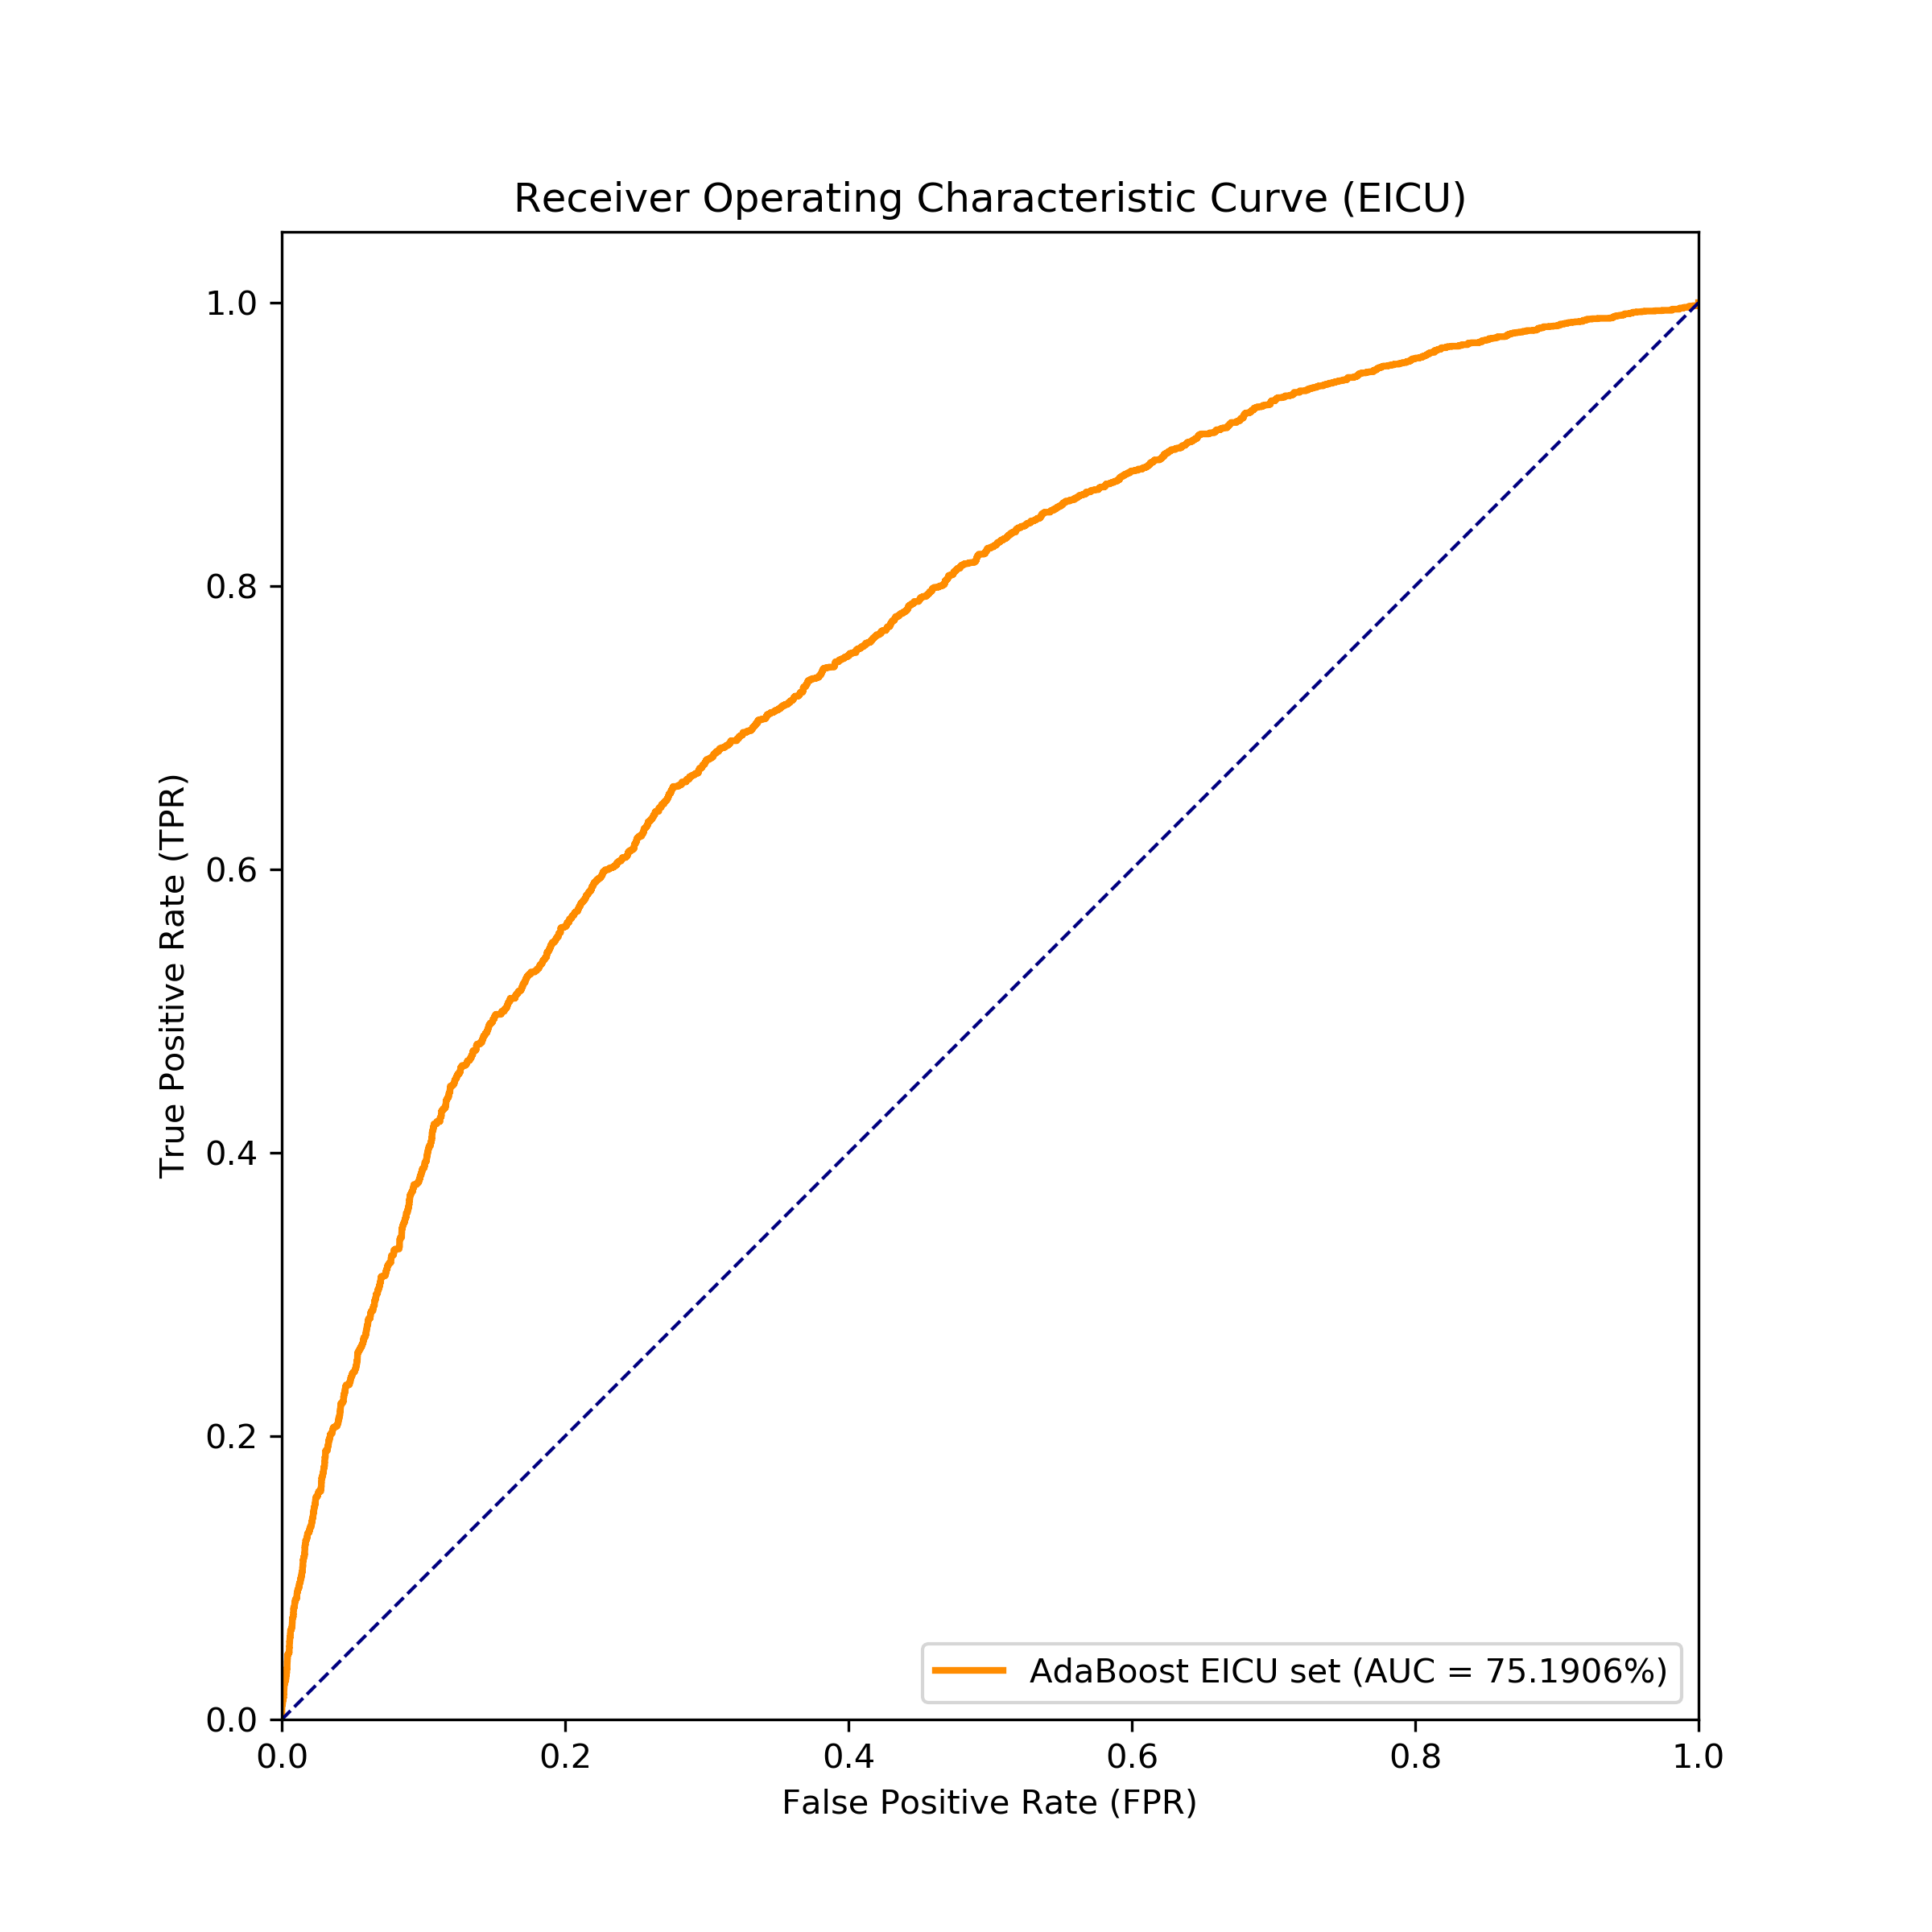 Receiver Operating Characteristic Curve (EICU)
1.0
0.8
0.6
0.4
0.2
0.0
True Positive Rate (TPR)
AdaBoost EICU set (AUC = 75.1906%)
0.0 0.2 0.4 0.6 0.8 1.0
False Positive Rate (FPR)